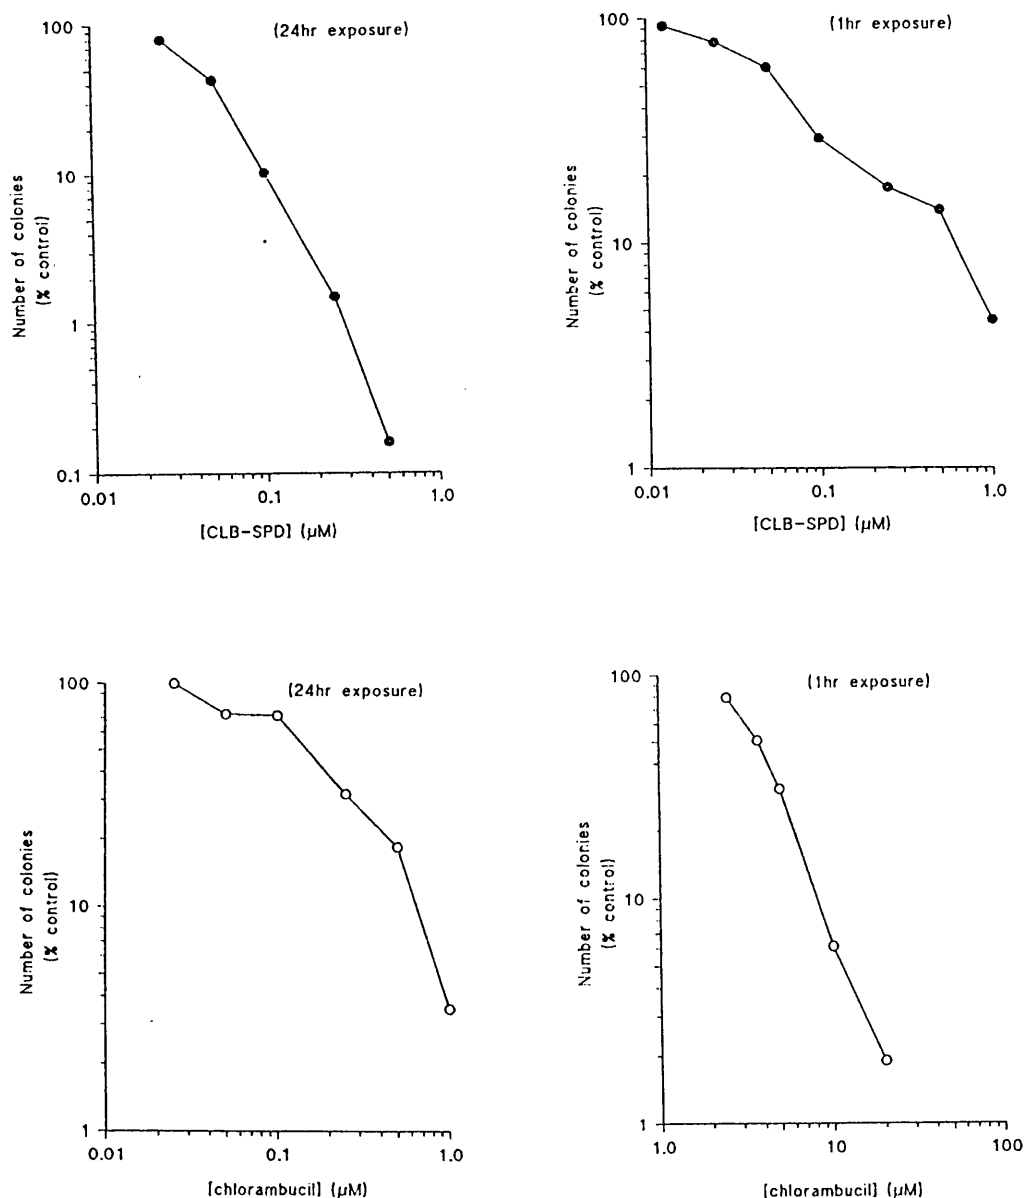 (24hr exposure)
100
10
1
0.1
0.01
0.1
1.0
Number of colonies
(% control)
[CLB-SPD] (µM)
(1hr exposure)
100
10
1
0.01
0.1
1.0
Number of colonies
(% control)
[CLB-SPD] (µM)
(24hr exposure)
100
10
1
0.01
0.1
1.0
Number of colonies
(% control)
[chlorambucil] (µM)
(1hr exposure)
100
10
1
1.0
10
100
Number of colonies
(% control)
[chlorambucil] (µM)